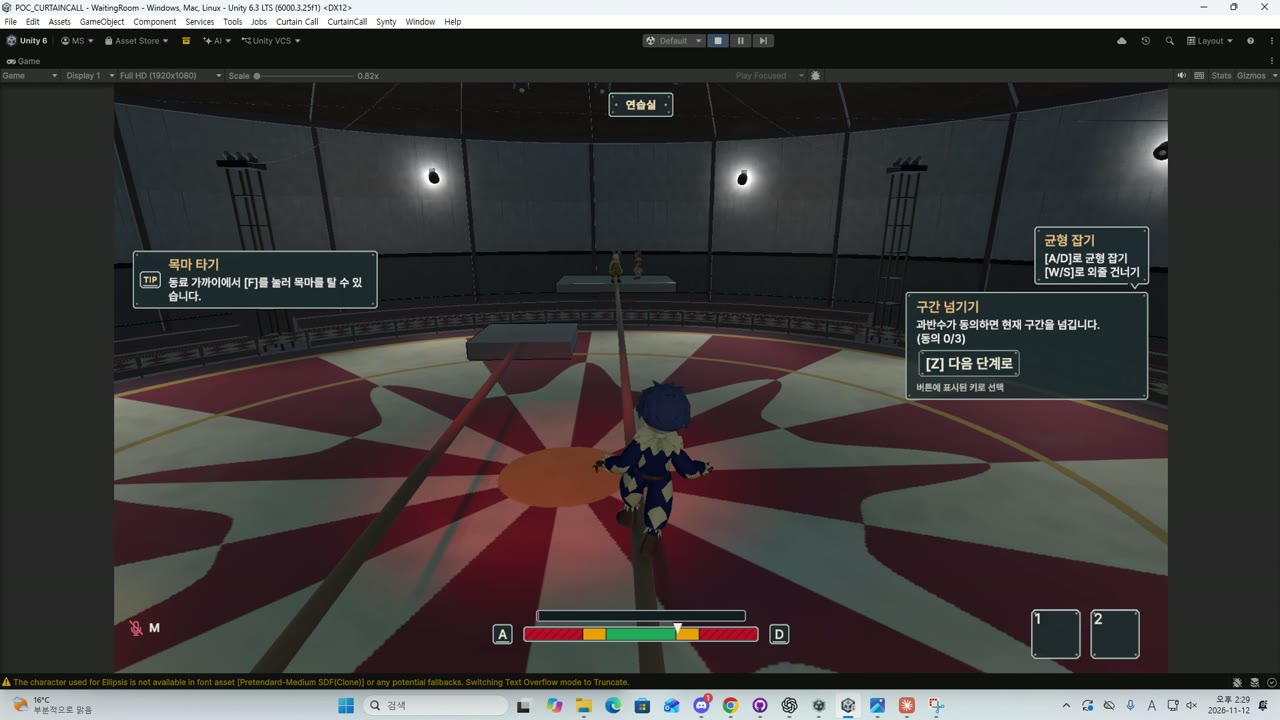 POC_CURTAINCALL - WaitingRoom - Windows, Mac, Linux - Unity 6.3 LTS (6000.3.25f1) <DX12>
File Edit Assets GameObject Component Services Tools Jobs Curtain Call CurtainCall Synty Window Help
Unity 6 MS Asset Store AI Unity VCS Default Layout
Game
Game Display 1 Full HD (1920x1080) Scale 0.82x Play Focused Stats Gizmos
연습실
목마 타기
TIP
동료 가까이에서 [F]를 눌러 목마를 탈 수 있
습니다.
균형 잡기
[A/D]로 균형 잡기
[W/S]로 외줄 건너기
구간 넘기기
과반수가 동의하면 현재 구간을 넘깁니다.
(동의 0/3)
[Z] 다음 단계로
버튼에 표시된 키로 선택
M
A
D
1
2
The character used for Ellipsis is not available in font asset [Pretendard-Medium SDF(Clone)] or any potential fallbacks. Switching Text Overflow mode to Truncate.
16°C
부분적으로 맑음
검색
1
A
오후 2:29
2026-11-12